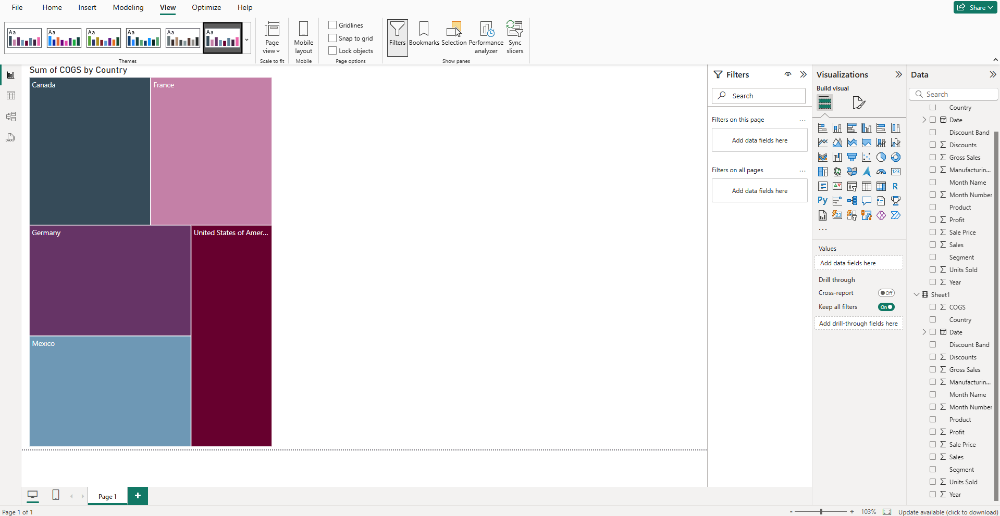 File
Home
Insert
Modeling
View
Optimize
Help
Share
Aa
Aa
Aa
Aa
Aa
Aa
Themes
Page
view
Scale to fit
Mobile
layout
Mobile
Gridlines
Snap to grid
Lock objects
Page options
Filters
Bookmarks
Selection
Performance
analyzer
Sync
slicers
Show panes
DAX
Sum of COGS by Country
Canada
France
Germany
United States of Amer...
Mexico
Filters
Search
Filters on this page
...
Add data fields here
Filters on all pages
...
Add data fields here
Visualizations
Build visual
123
R
Py
123
...
Values
Add data fields here
Drill through
Cross-report
Off
Keep all filters
On
Add drill-through fields here
Data
Search
Country
Date
Discount Band
Σ Discounts
Σ Gross Sales
Σ Manufacturin...
Month Name
Σ Month Number
Product
Σ Profit
Σ Sale Price
Σ Sales
Segment
Σ Units Sold
Σ Year
Sheet1
Σ COGS
Country
Date
Discount Band
Σ Discounts
Σ Gross Sales
Σ Manufacturin...
Month Name
Σ Month Number
Product
Σ Profit
Σ Sale Price
Σ Sales
Segment
Σ Units Sold
Σ Year
Page 1
+
Page 1 of 1
-
+
103%
Update available (click to download)